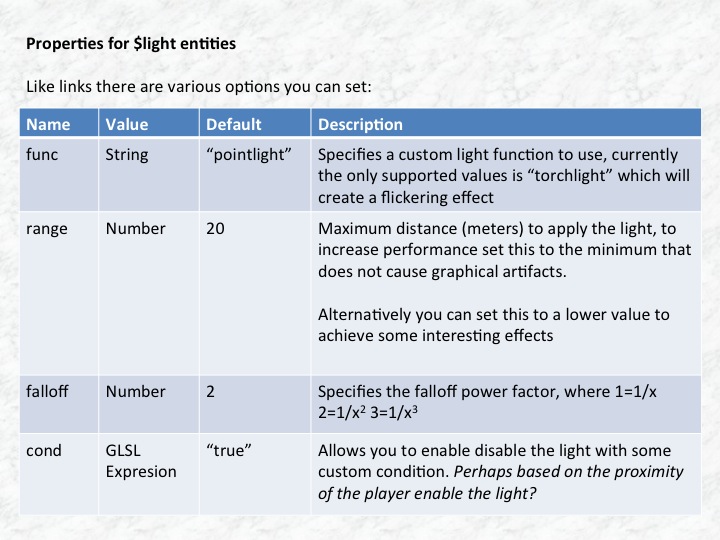 Properties for $light entities
Like links there are various options you can set:
Name Value Default Description
func String “pointlight” Specifies a custom light function to use, currently
the only supported values is “torchlight” which will
create a flickering effect
range Number 20 Maximum distance (meters) to apply the light, to
increase performance set this to the minimum that
does not cause graphical artifacts.
Alternatively you can set this to a lower value to
achieve some interesting effects
falloff Number 2 Specifies the falloff power factor, where 1=1/x
2=1/x² 3=1/x³
cond GLSL “true” Allows you to enable disable the light with some
Expresion custom condition. Perhaps based on the proximity
of the player enable the light?